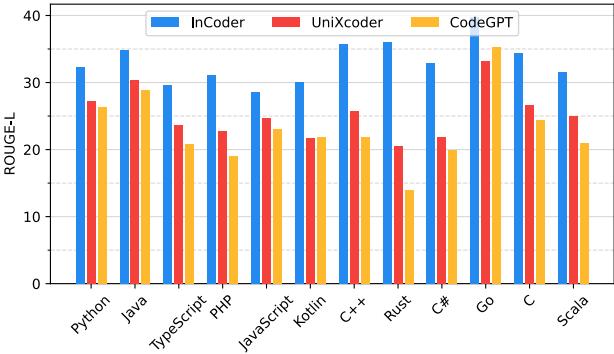 InCoder UniXcoder CodeGPT
ROUGE-L
40
30
20
10
0
Python Java TypeScript PHP JavaScript Kotlin C++ Rust C# Go C Scala